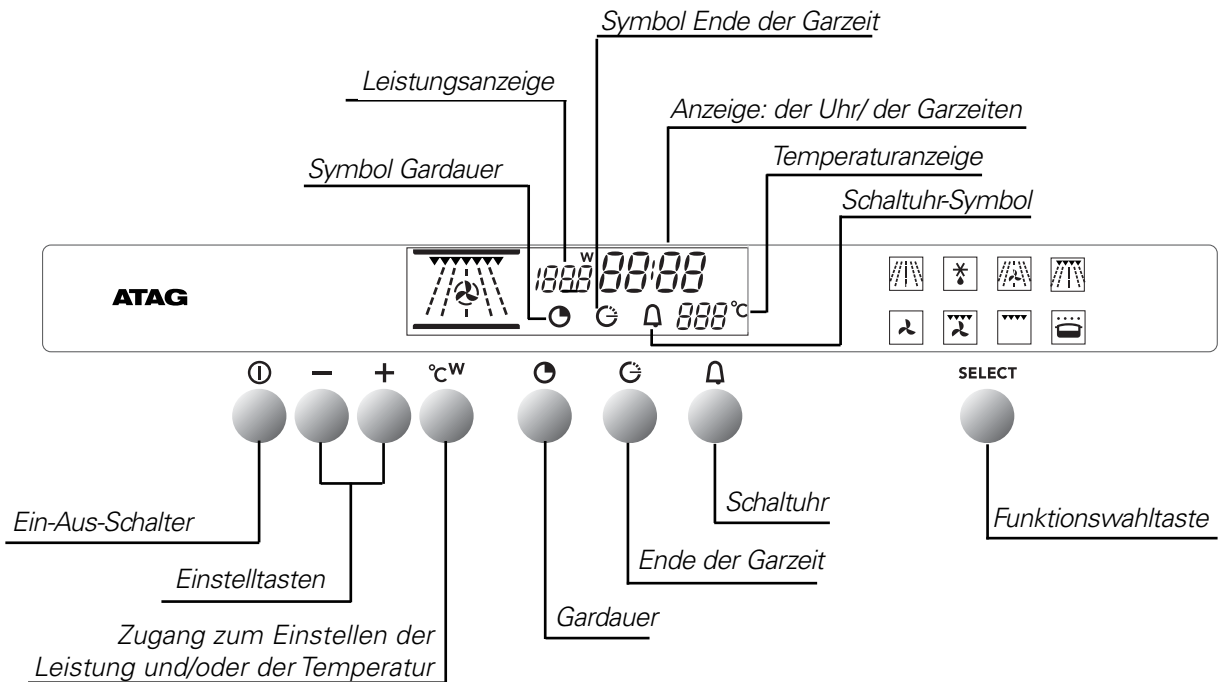 Symbol Ende der Garzeit
Leistungsanzeige
Anzeige: der Uhr/ der Garzeiten
Temperaturanzeige
Symbol Gardauer
Schaltuhr-Symbol
ATAG
188.8 W 88:88
888 °C
°C W
SELECT
Ein-Aus-Schalter
Schaltuhr
Funktionswahltaste
Ende der Garzeit
Einstelltasten
Gardauer
Zugang zum Einstellen der
Leistung und/oder der Temperatur